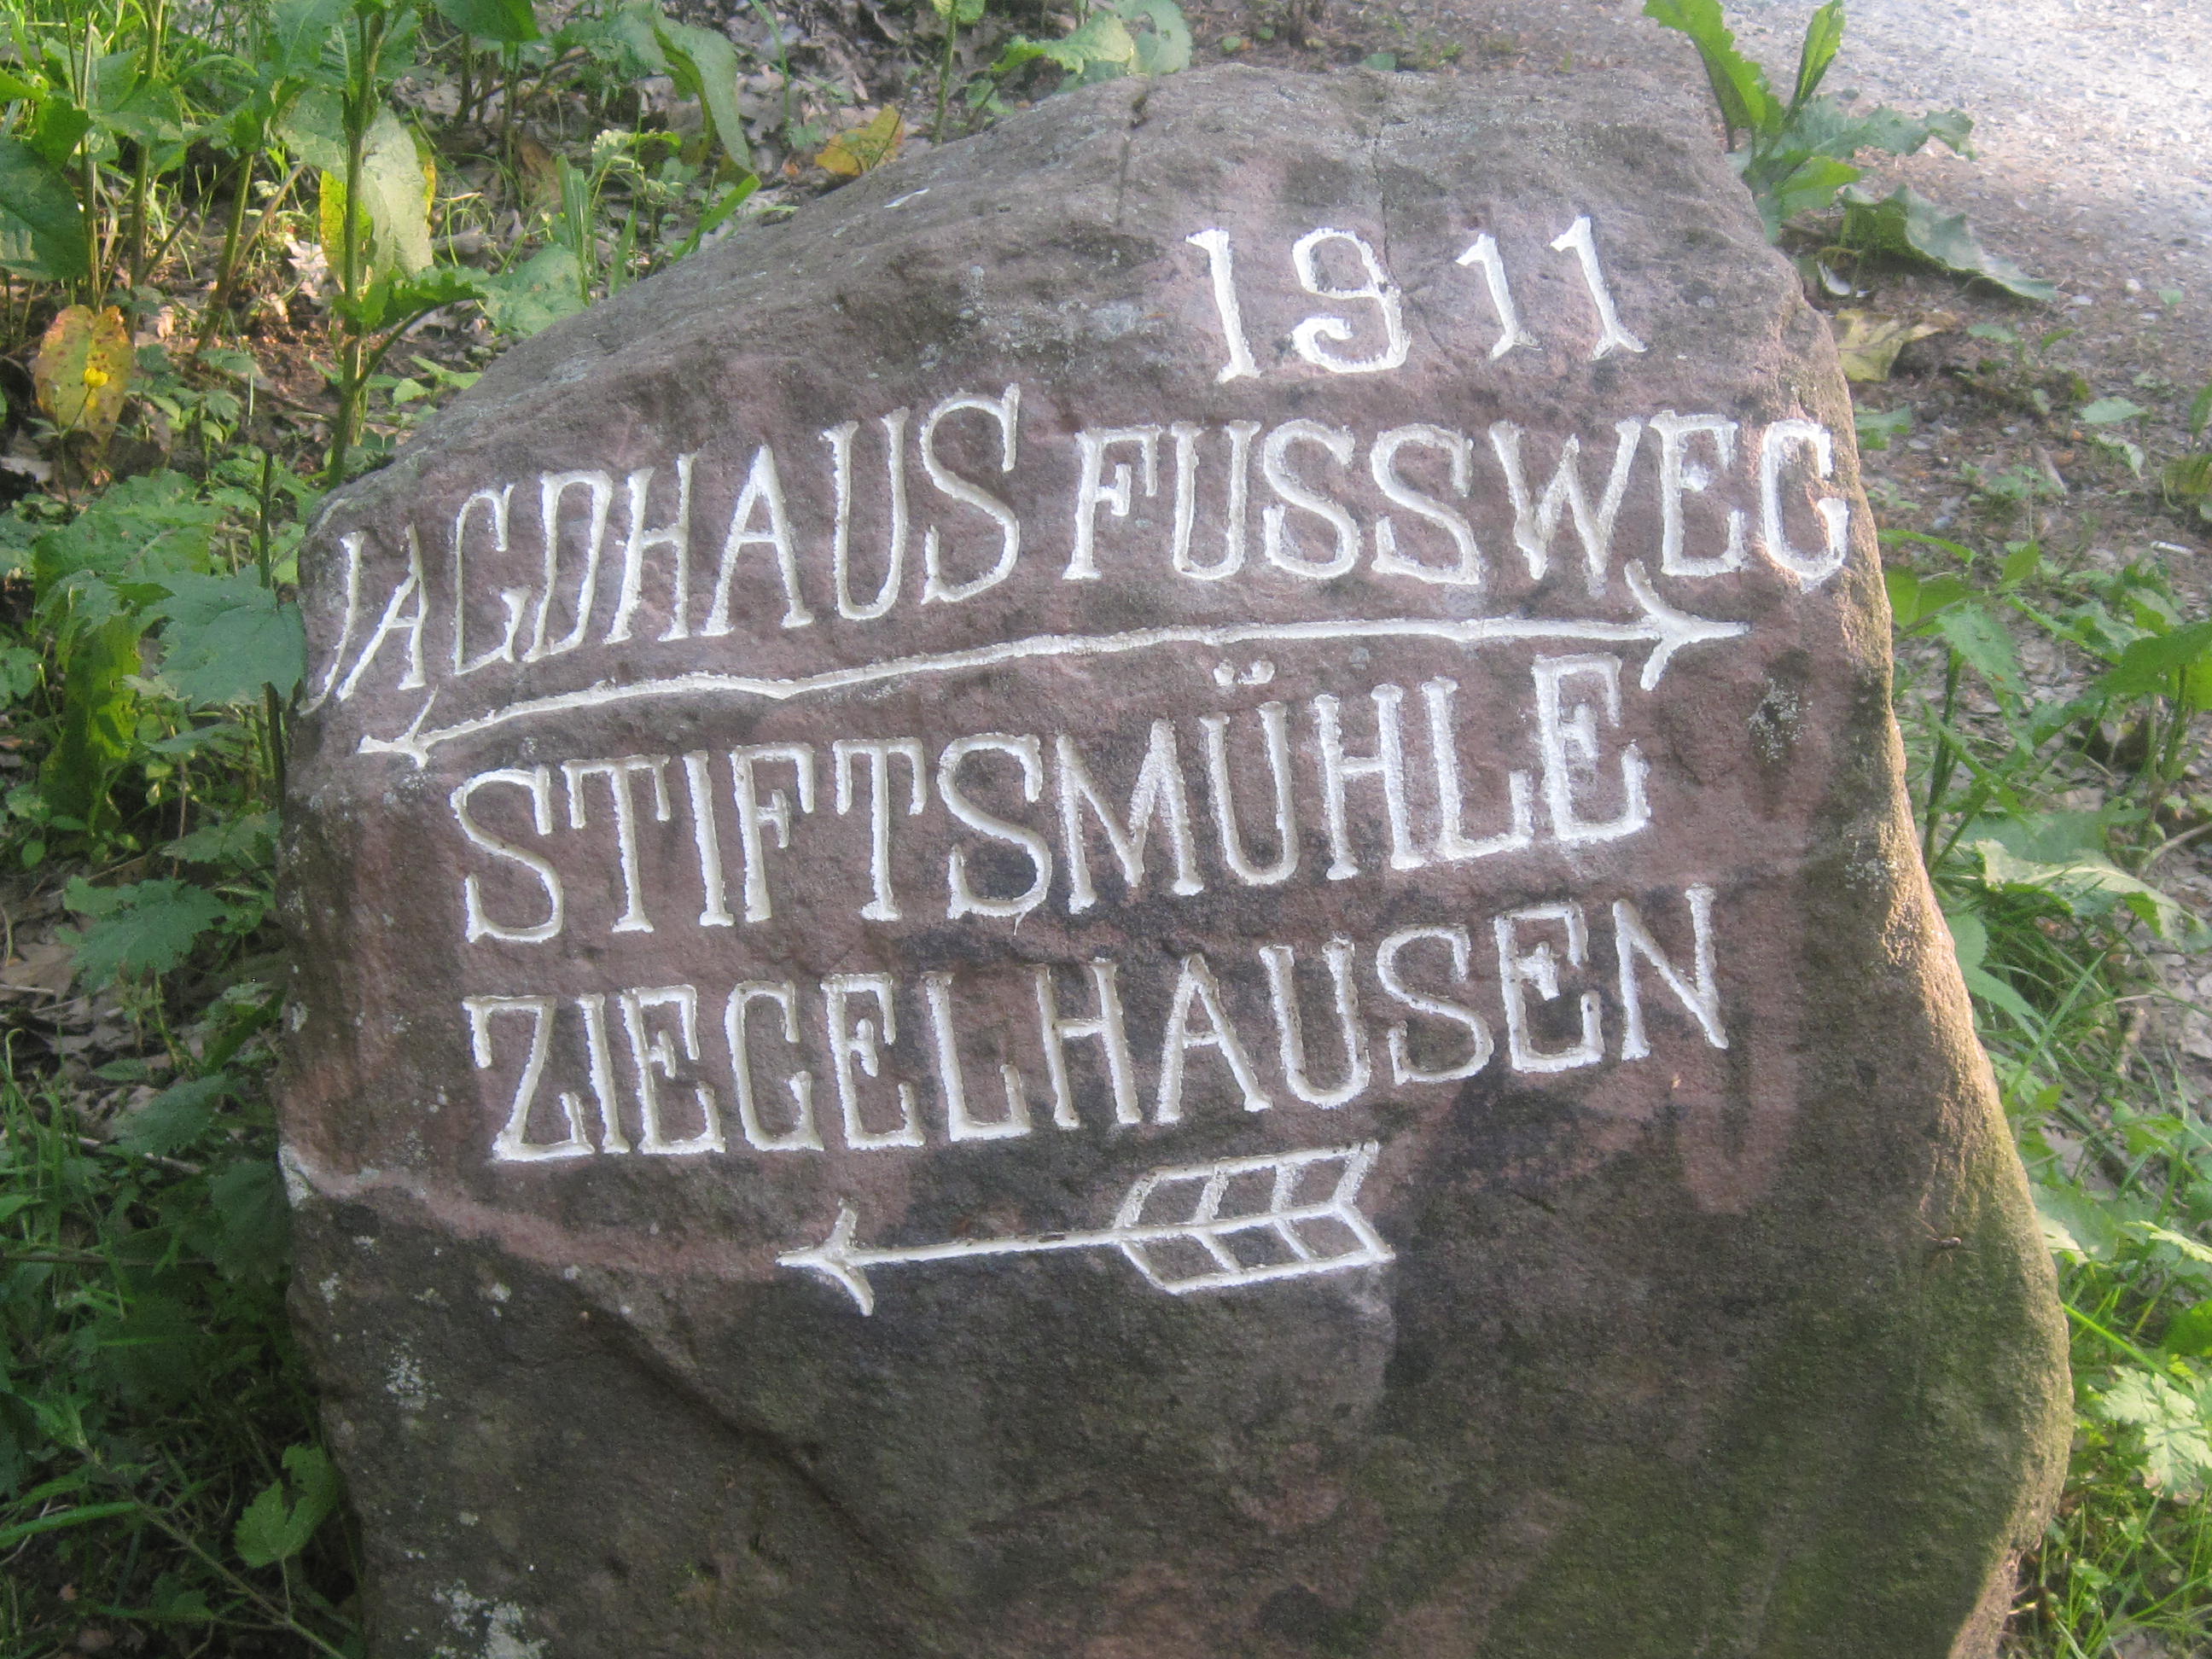 1911
JAGDHAUS FUSSWEG
STIFTSMÜHLE
ZIEGELHAUSEN